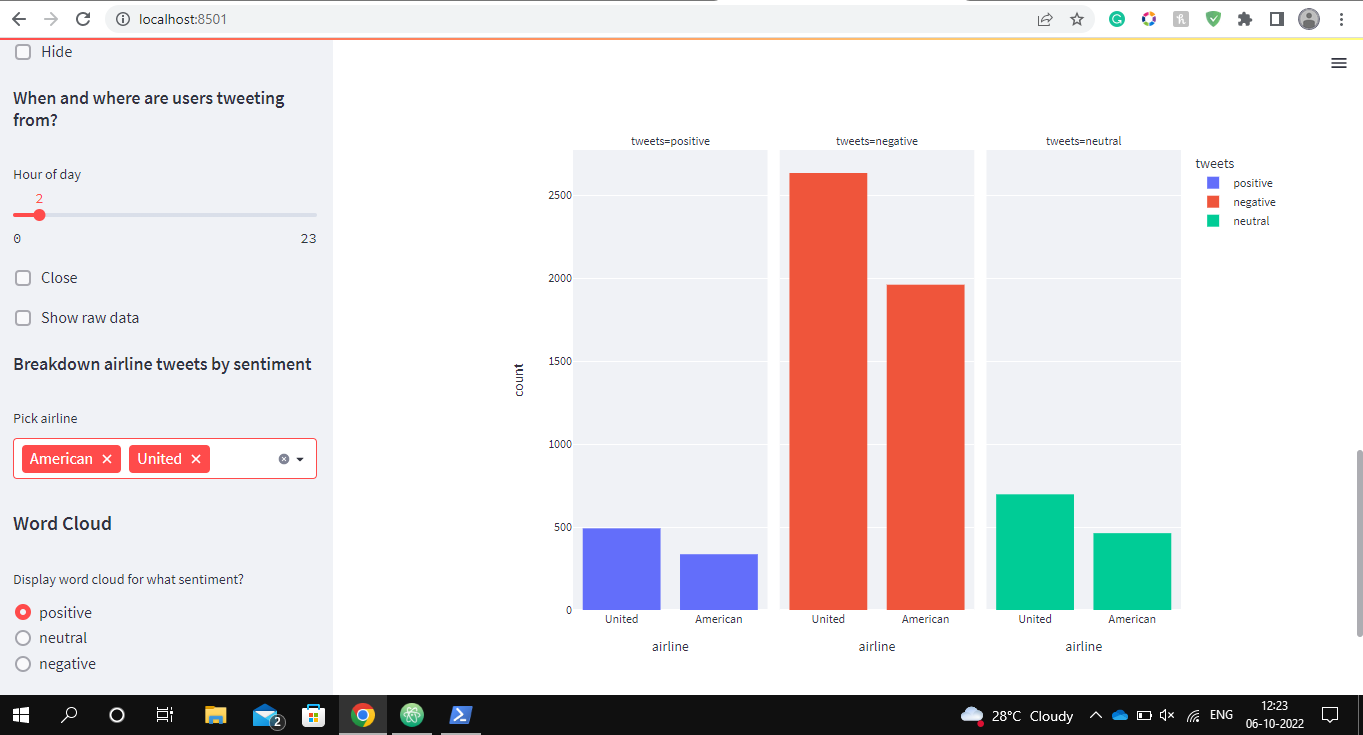 localhost:8501
Hide
When and where are users tweeting
from?
Hour of day
2
0 23
Close
Show raw data
Breakdown airline tweets by sentiment
Pick airline
American × United ×
Word Cloud
Display word cloud for what sentiment?
positive
neutral
negative
tweets=positive tweets=negative tweets=neutral
tweets
positive
negative
neutral
2500
2000
1500
1000
500
0
count
United American United American United American
airline airline airline
2
28°C Cloudy
ENG
12:23
06-10-2022